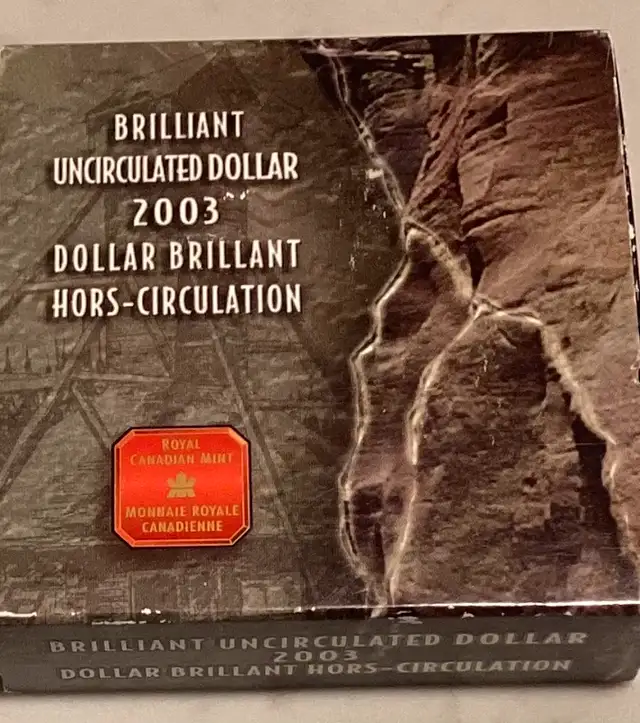 BRILLIANT
UNCIRCULATED DOLLAR
2003
DOLLAR BRILLANT
HORS-CIRCULATION
ROYAL
CANADIAN MINT
MONNAIE ROYALE
CANADIENNE
BRILLIANT UNCIRCULATED DOLLAR
2003
DOLLAR BRILLANT HORS-CIRCULATION